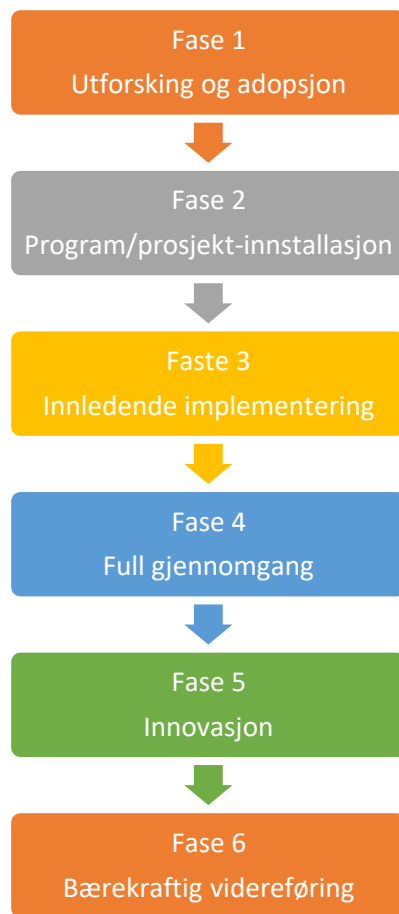 Fase 1
Utforsking og adopsjon
Fase 2
Program/prosjekt-innstallasjon
Faste 3
Innledende implementering
Fase 4
Full gjennomgang
Fase 5
Innovasjon
Fase 6
Bærekraftig videreføring